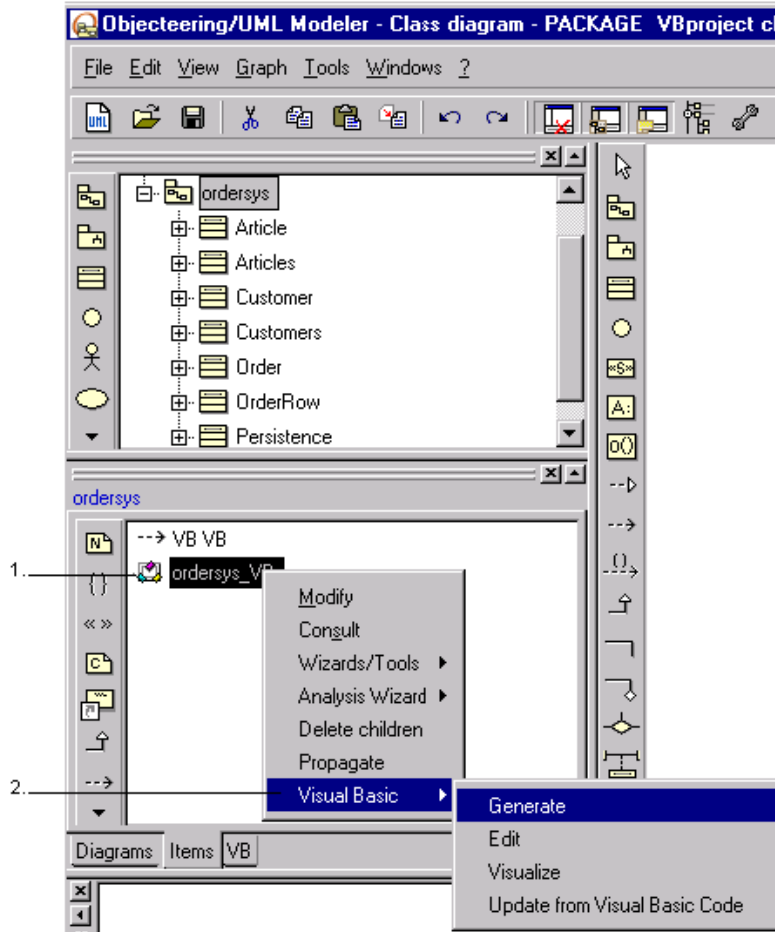 Objecteering/UML Modeler - Class diagram - PACKAGE VBproject cl
File Edit View Graph Tools Windows ?
UML
ordersys
Article
Articles
Customer
Customers
Order
OrderRow
Persistence
«S»
A:
o()
ordersys
N
VB VB
1.
ordersys_VB
{ }
« »
C
()
Modify
Consult
Wizards/Tools
Analysis Wizard
Delete children
Propagate
2.
Visual Basic
Generate
Edit
Visualize
Update from Visual Basic Code
Diagrams Items VB